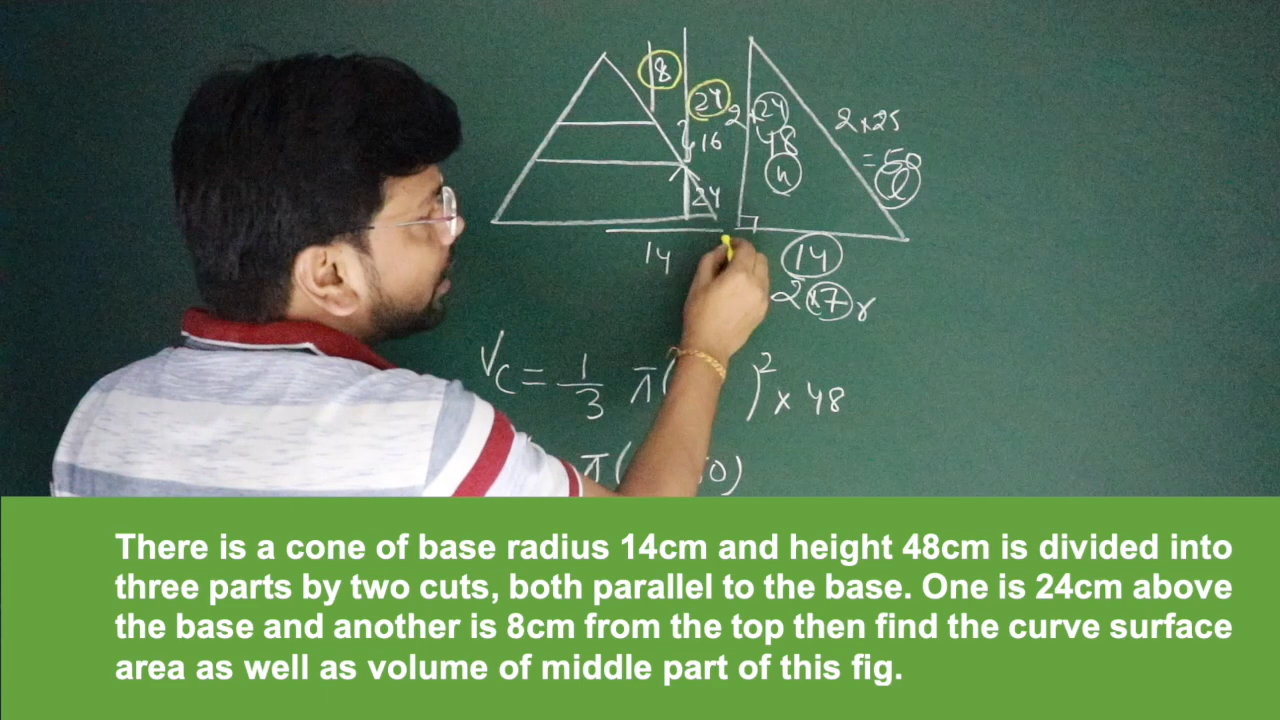 8
24
16
24
14
2 × 24
48
h
2×25
= 50
l
14
2×7 r
Vc = 1/3 π( )² × 48
π( 50)
There is a cone of base radius 14cm and height 48cm is divided into
three parts by two cuts, both parallel to the base. One is 24cm above
the base and another is 8cm from the top then find the curve surface
area as well as volume of middle part of this fig.